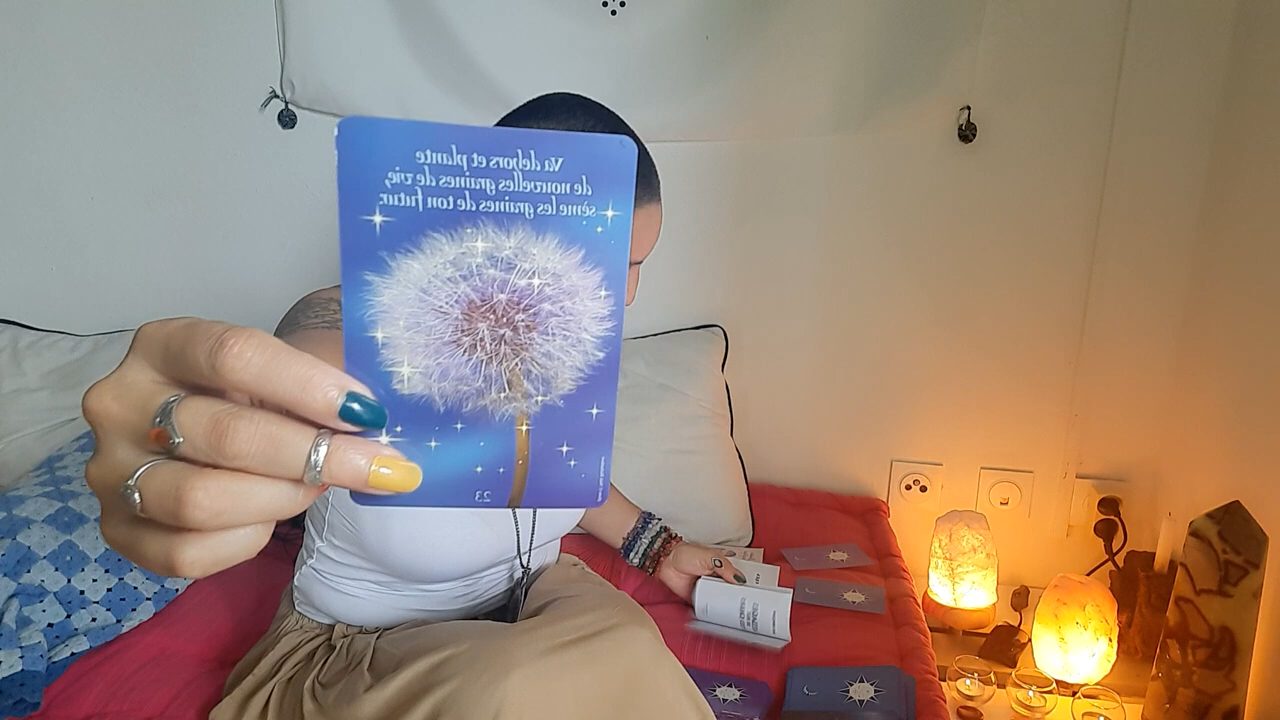 Va dehors et plante
de nouvelles graines de vie,
sème les graines de ton futur.
23